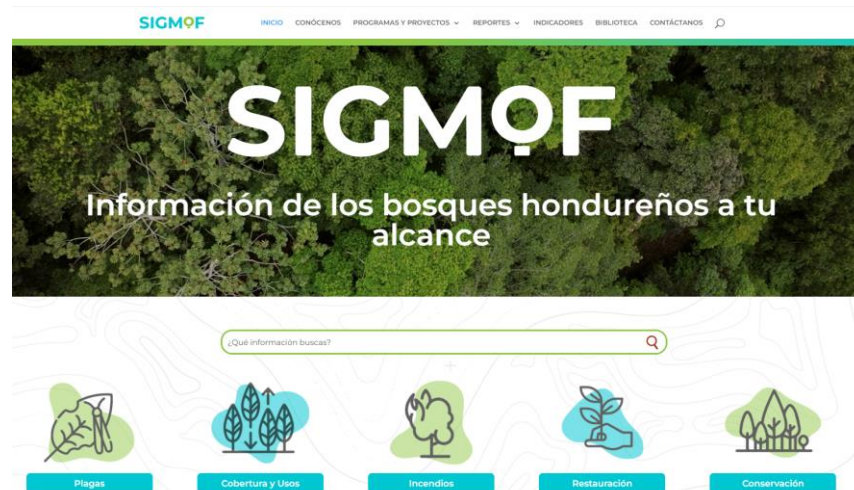 SIGMOF
INICIO CONÓCENOS PROGRAMAS Y PROYECTOS REPORTES INDICADORES BIBLIOTECA CONTÁCTANOS
SIGMOF
Información de los bosques hondureños a tu
alcance
¿Qué información buscas?
Plagas
Cobertura y Usos
Incendios
Restauración
Conservación